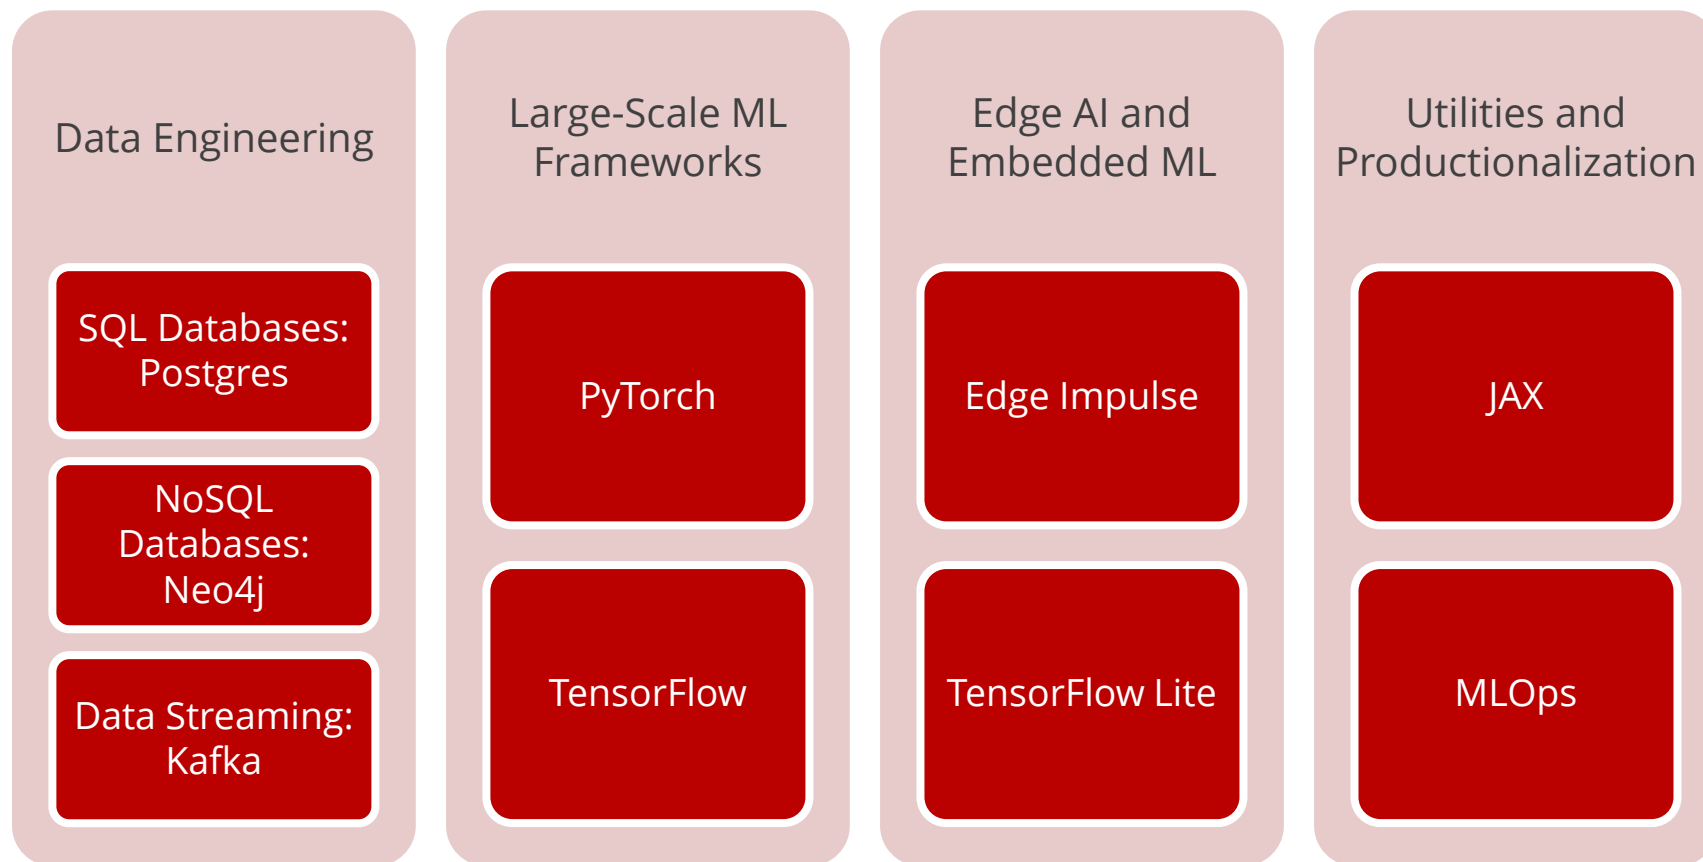 Data Engineering
SQL Databases:
Postgres
NoSQL
Databases:
Neo4j
Data Streaming:
Kafka
Large-Scale ML
Frameworks
PyTorch
TensorFlow
Edge AI and
Embedded ML
Edge Impulse
TensorFlow Lite
Utilities and
Productionalization
JAX
MLOps